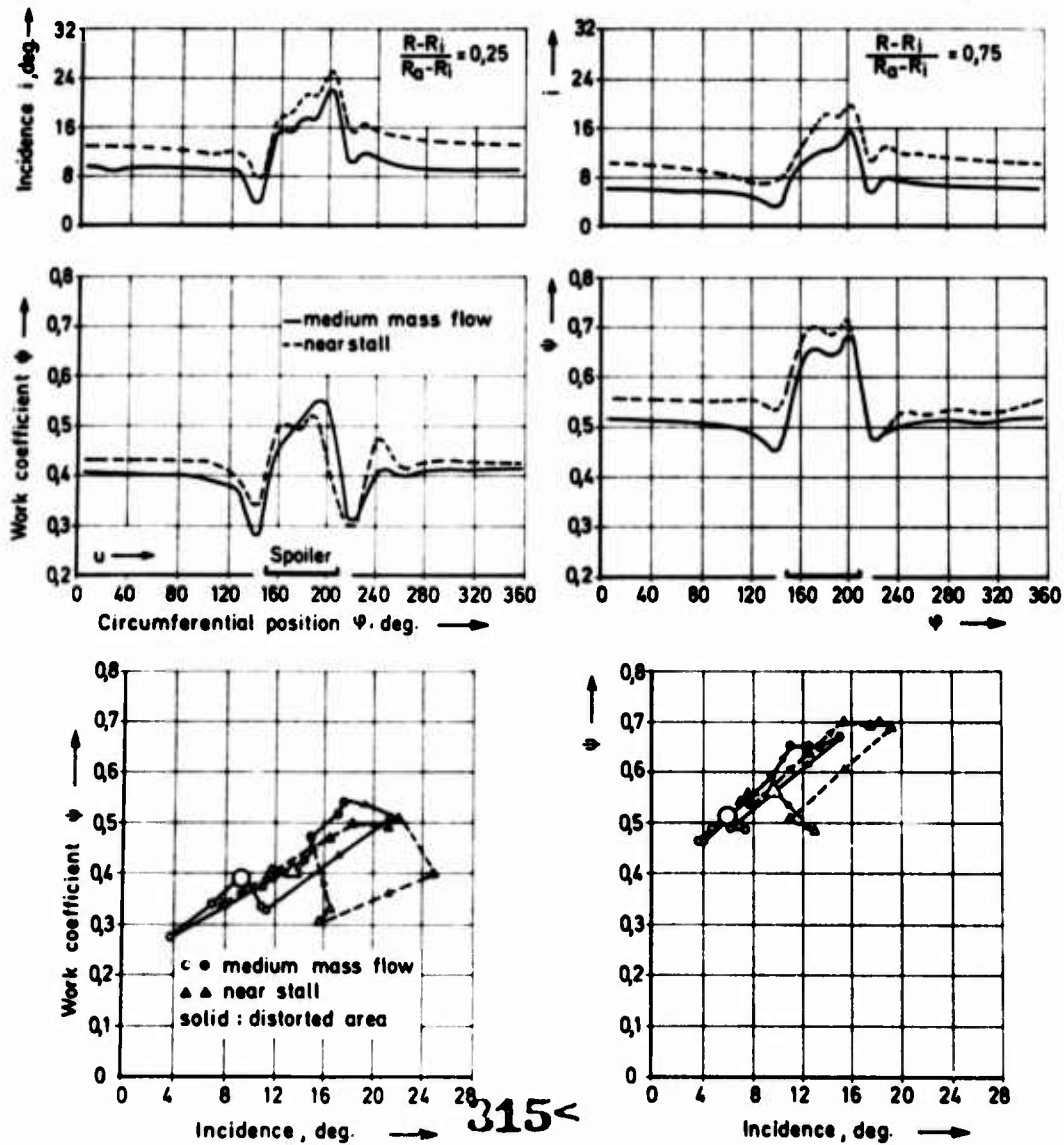 Incidence i, deg.
32
24
16
8
0
R-Ri / Ra-Ri = 0,25
i
32
24
16
8
0
R-Ri / Ra-Ri = 0,75
Work coefficient ψ
0,8
0,7
0,6
0,5
0,4
0,3
0,2
medium mass flow
near stall
u
Spoiler
0 40 80 120 160 200 240 280 320 360
Circumferential position φ, deg.
ψ
0,8
0,7
0,6
0,5
0,4
0,3
0,2
0 40 80 120 160 200 240 280 320 360
φ
Work coefficient ψ
0,8
0,7
0,6
0,5
0,4
0,3
0,2
0,1
0
medium mass flow
near stall
solid : distorted area
0 4 8 12 16 20 24 28
Incidence, deg.
ψ
0,8
0,7
0,6
0,5
0,4
0,3
0,2
0,1
0
0 4 8 12 16 20 24 28
Incidence, deg.
315<